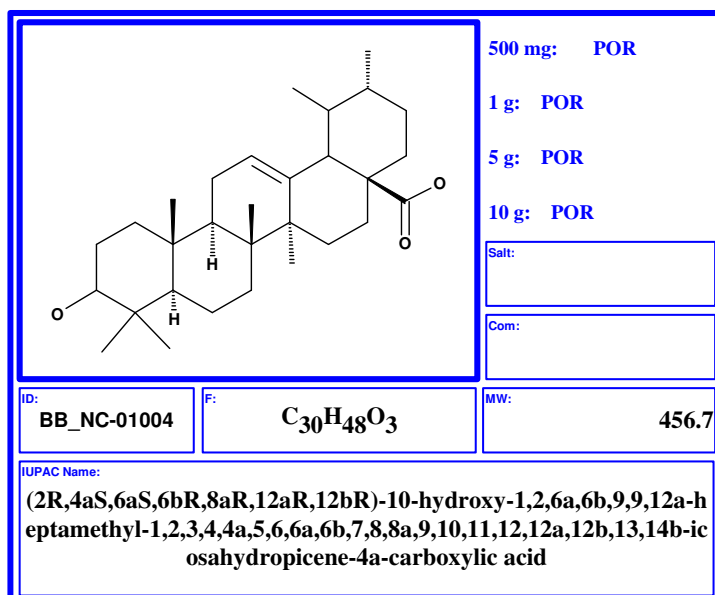 500 mg: POR
1 g: POR
5 g: POR
10 g: POR
O
O
O
H
H
Salt:
Com:
ID:
BB_NC-01004
F:
C30H48O3
MW:
456.7
IUPAC Name:
(2R,4aS,6aS,6bR,8aR,12aR,12bR)-10-hydroxy-1,2,6a,6b,9,9,12a-h
eptamethyl-1,2,3,4,4a,5,6,6a,6b,7,8,8a,9,10,11,12,12a,12b,13,14b-ic
osahydropicene-4a-carboxylic acid